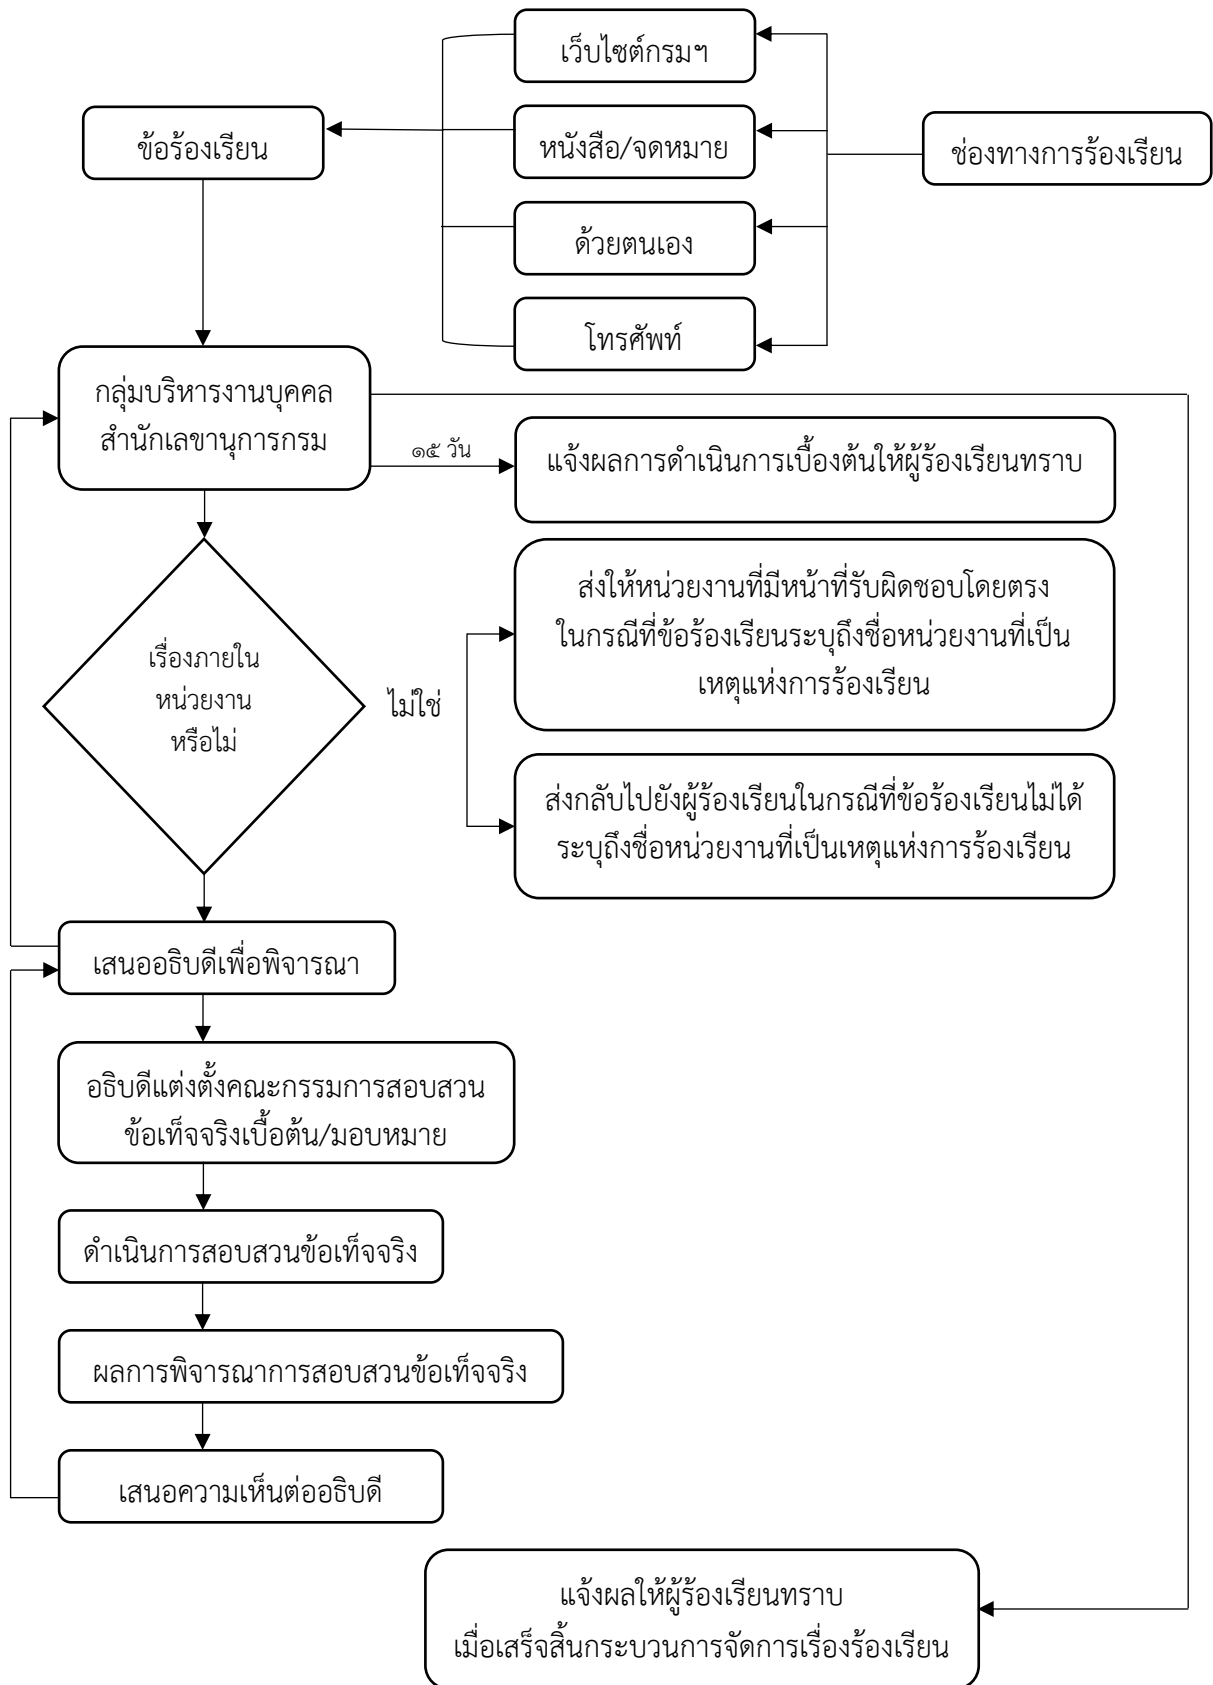 เว็บไซต์กรมฯ
ข้อร้องเรียน
หนังสือ/จดหมาย
ช่องทางการร้องเรียน
ด้วยตนเอง
โทรศัพท์
กลุ่มบริหารงานบุคคล
สำนักเลขานุการกรม
๑๕ วัน
แจ้งผลการดำเนินการเบื้องต้นให้ผู้ร้องเรียนทราบ
เรื่องภายใน
หน่วยงาน
หรือไม่
ไม่ใช่
ส่งให้หน่วยงานที่มีหน้าที่รับผิดชอบโดยตรง
ในกรณีที่ข้อร้องเรียนระบุถึงชื่อหน่วยงานที่เป็น
เหตุแห่งการร้องเรียน
ส่งกลับไปยังผู้ร้องเรียนในกรณีที่ข้อร้องเรียนไม่ได้
ระบุถึงชื่อหน่วยงานที่เป็นเหตุแห่งการร้องเรียน
เสนออธิบดีเพื่อพิจารณา
อธิบดีแต่งตั้งคณะกรรมการสอบสวน
ข้อเท็จจริงเบื้อต้น/มอบหมาย
ดำเนินการสอบสวนข้อเท็จจริง
ผลการพิจารณาการสอบสวนข้อเท็จจริง
เสนอความเห็นต่ออธิบดี
แจ้งผลให้ผู้ร้องเรียนทราบ
เมื่อเสร็จสิ้นกระบวนการจัดการเรื่องร้องเรียน